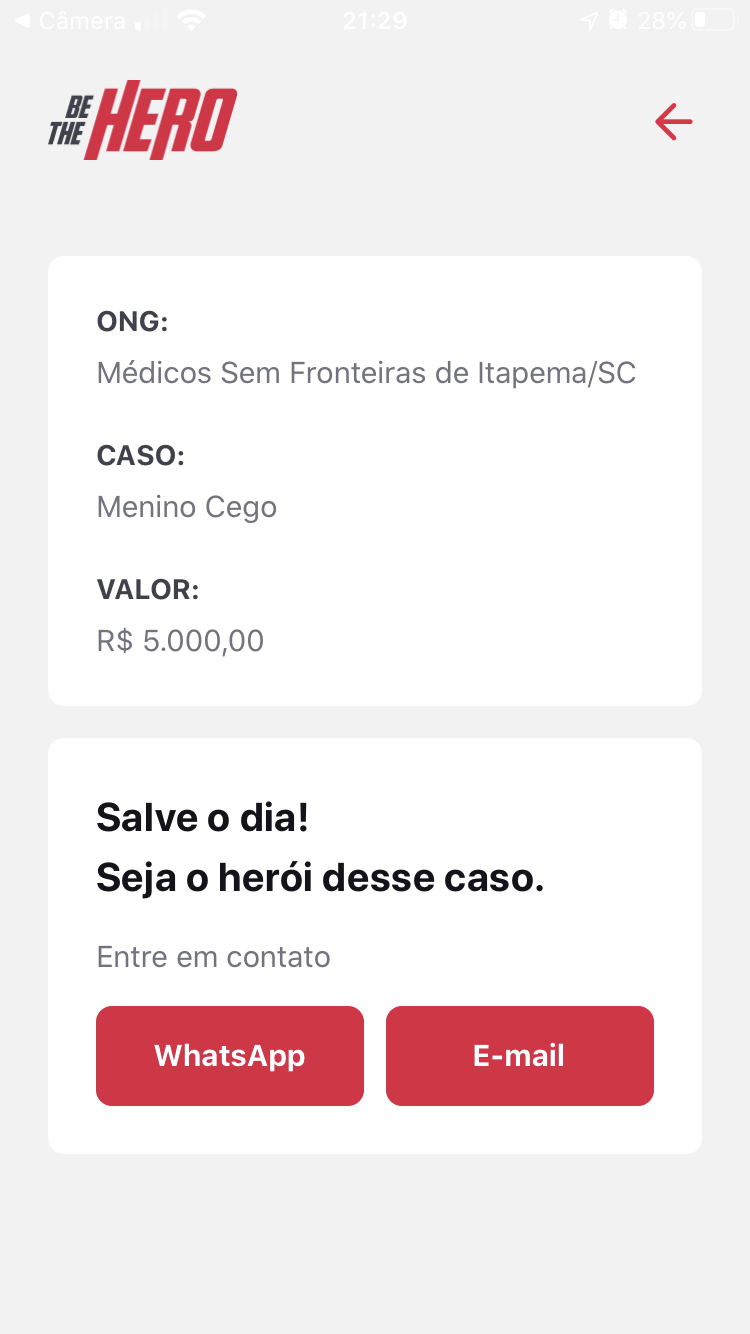 Câmera
21:29
28%
BE
THE HERO
ONG:
Médicos Sem Fronteiras de Itapema/SC
CASO:
Menino Cego
VALOR:
R$ 5.000,00
Salve o dia!
Seja o herói desse caso.
Entre em contato
WhatsApp
E-mail